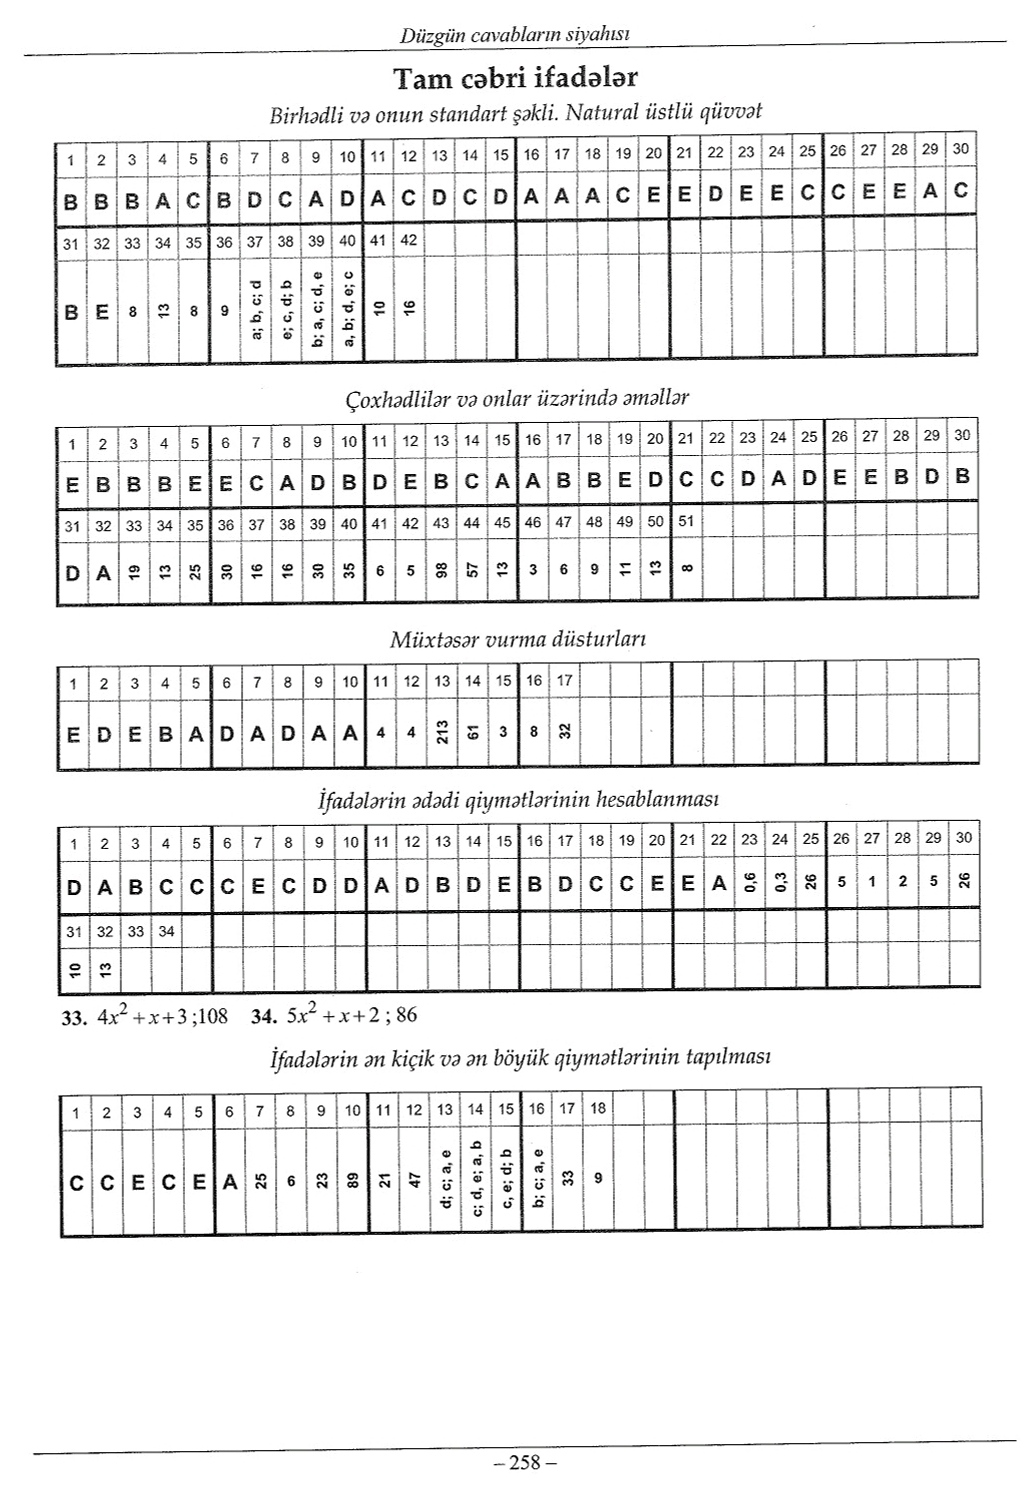 Düzgün cavabların siyahısı
Tam cəbri ifadələr
Birhədli və onun standart şəkli. Natural üstlü qüvvət
1 2 3 4 5 6 7 8 9 10 11 12 13 14 15 16 17 18 19 20 21 22 23 24 25 26 27 28 29 30
B B B A C B D C A D A C D C D A A A C E E D E E C C E E A C
31 32 33 34 35 36 37 38 39 40 41 42
B E 8 13 8 9 a; b, c; d e; c, d; b b; a, c; d, e a, b; d, e; c 10 16
Çoxhədlilər və onlar üzərində əməllər
1 2 3 4 5 6 7 8 9 10 11 12 13 14 15 16 17 18 19 20 21 22 23 24 25 26 27 28 29 30
E B B B E E C A D B D E B C A A B B E D C C D A D E E B D B
31 32 33 34 35 36 37 38 39 40 41 42 43 44 45 46 47 48 49 50 51
D A 19 13 25 30 16 16 30 35 6 5 98 57 13 3 6 9 11 13 8
Müxtəsər vurma düsturları
1 2 3 4 5 6 7 8 9 10 11 12 13 14 15 16 17
E D E B A D A D A A 4 4 213 61 3 8 32
İfadələrin ədədi qiymətlərinin hesablanması
1 2 3 4 5 6 7 8 9 10 11 12 13 14 15 16 17 18 19 20 21 22 23 24 25 26 27 28 29 30
D A B C C C E C D D A D B D E B D C C E E A 0,6 0,3 26 5 1 2 5 26
31 32 33 34
10 13
33. 4x² + x + 3 ;108 34. 5x² + x + 2 ; 86
İfadələrin ən kiçik və ən böyük qiymətlərinin tapılması
1 2 3 4 5 6 7 8 9 10 11 12 13 14 15 16 17 18
C C E C E A 25 6 23 89 21 47 d; c; a, e c; d, e; a, b c, e; d; b b; c; a, e 33 9
– 258 –